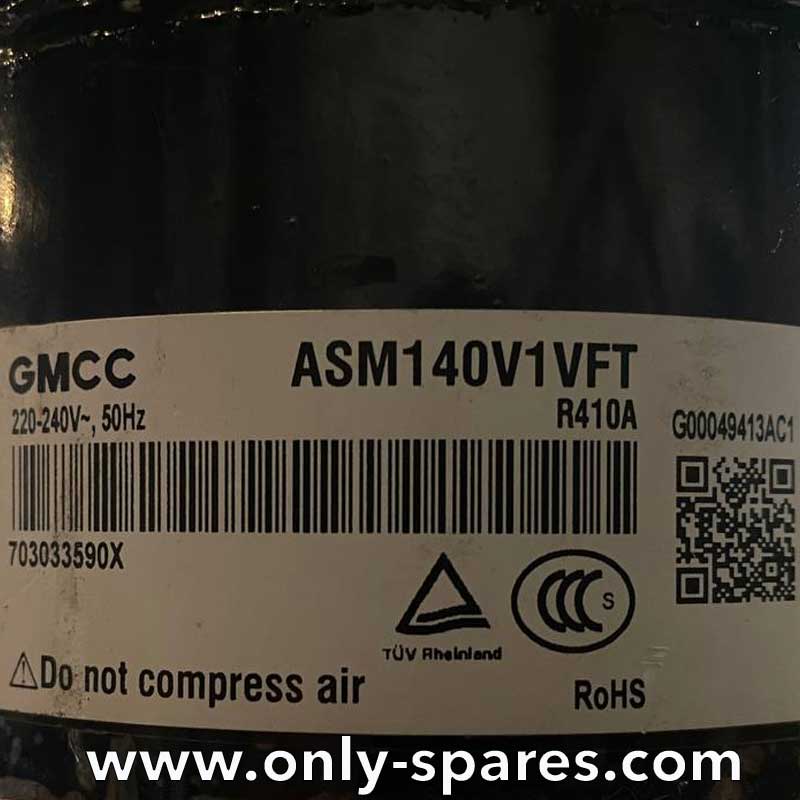 GMCC
ASM140V1VFT
220-240V~, 50Hz
R410A
G00049413AC1
703033590X
TÜV Rheinland
CCC S
⚠Do not compress air
RoHS
www.only-spares.com